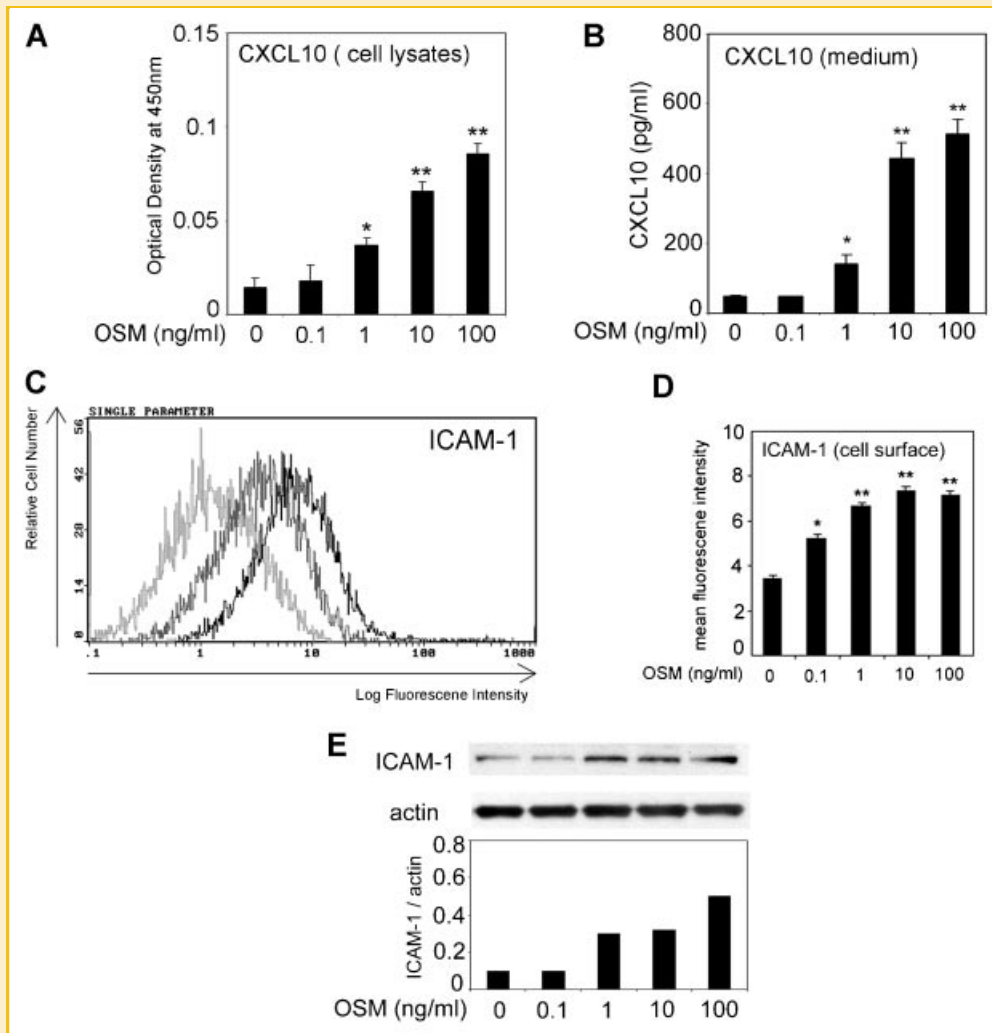 A
CXCL10 ( cell lysates)
Optical Density at 450nm
0.15
0.1
0.05
0
*
**
**
OSM (ng/ml) 0 0.1 1 10 100
B
CXCL10 (medium)
CXCL10 (pg/ml)
800
600
400
200
0
*
**
**
OSM (ng/ml) 0 0.1 1 10 100
C
SINGLE PARAMETER
ICAM-1
Relative Cell Number
56
42
28
14
0
.1 1 10 100 1000
Log Fluorescene Intensity
D
ICAM-1 (cell surface)
mean fluorescene intensity
10
8
6
4
2
0
*
**
**
**
OSM (ng/ml) 0 0.1 1 10 100
E
ICAM-1
actin
ICAM-1 / actin
0.8
0.6
0.4
0.2
0
OSM (ng/ml) 0 0.1 1 10 100